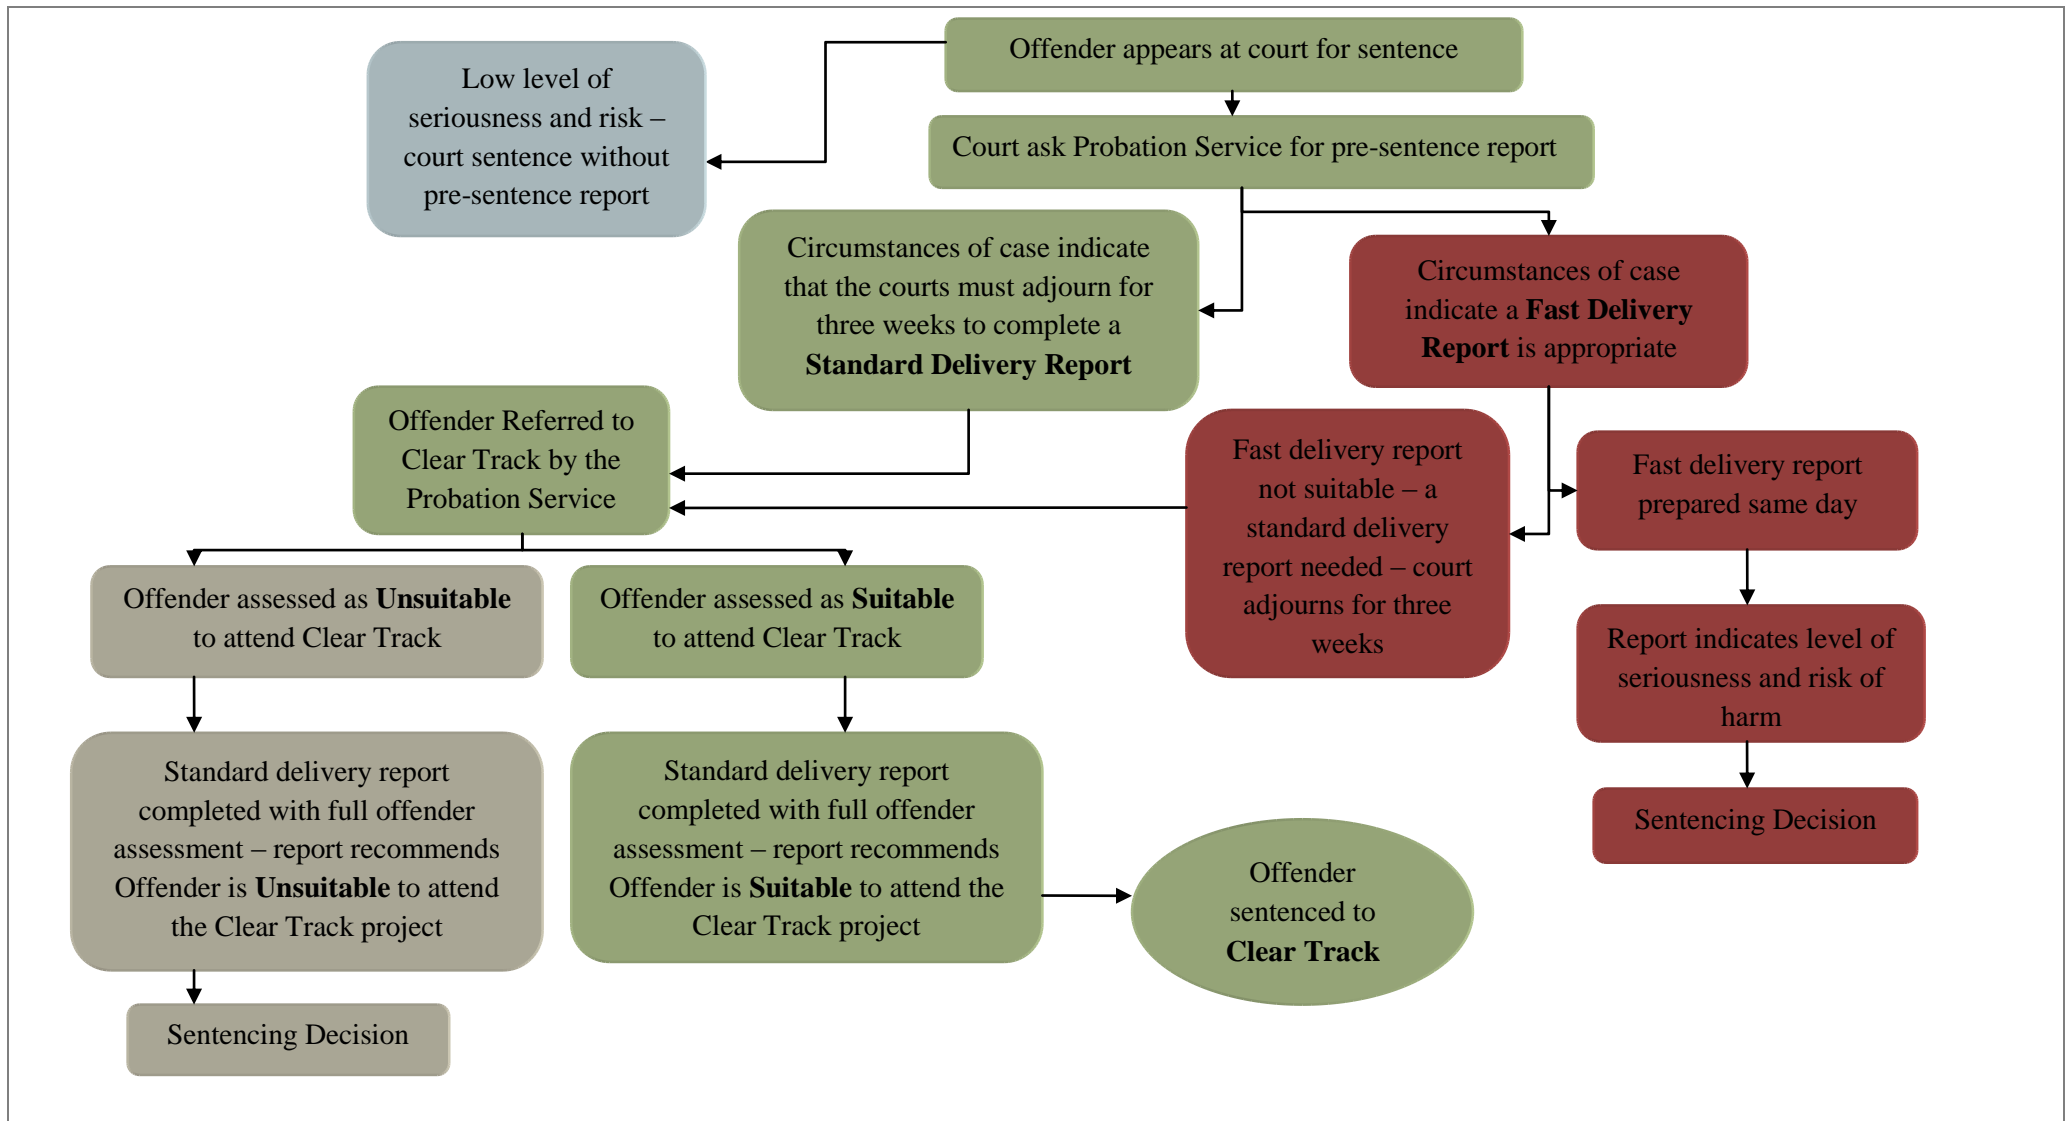 Offender appears at court for sentence
Low level of
seriousness and risk –
court sentence without
pre-sentence report
Court ask Probation Service for pre-sentence report
Circumstances of case indicate
that the courts must adjourn for
three weeks to complete a
Standard Delivery Report
Circumstances of case
indicate a Fast Delivery
Report is appropriate
Offender Referred to
Clear Track by the
Probation Service
Fast delivery report
not suitable – a
standard delivery
report needed – court
adjourns for three
weeks
Fast delivery report
prepared same day
Offender assessed as Unsuitable
to attend Clear Track
Offender assessed as Suitable
to attend Clear Track
Report indicates level of
seriousness and risk of
harm
Standard delivery report
completed with full offender
assessment – report recommends
Offender is Unsuitable to attend
the Clear Track project
Standard delivery report
completed with full offender
assessment – report recommends
Offender is Suitable to attend the
Clear Track project
Sentencing Decision
Offender
sentenced to
Clear Track
Sentencing Decision